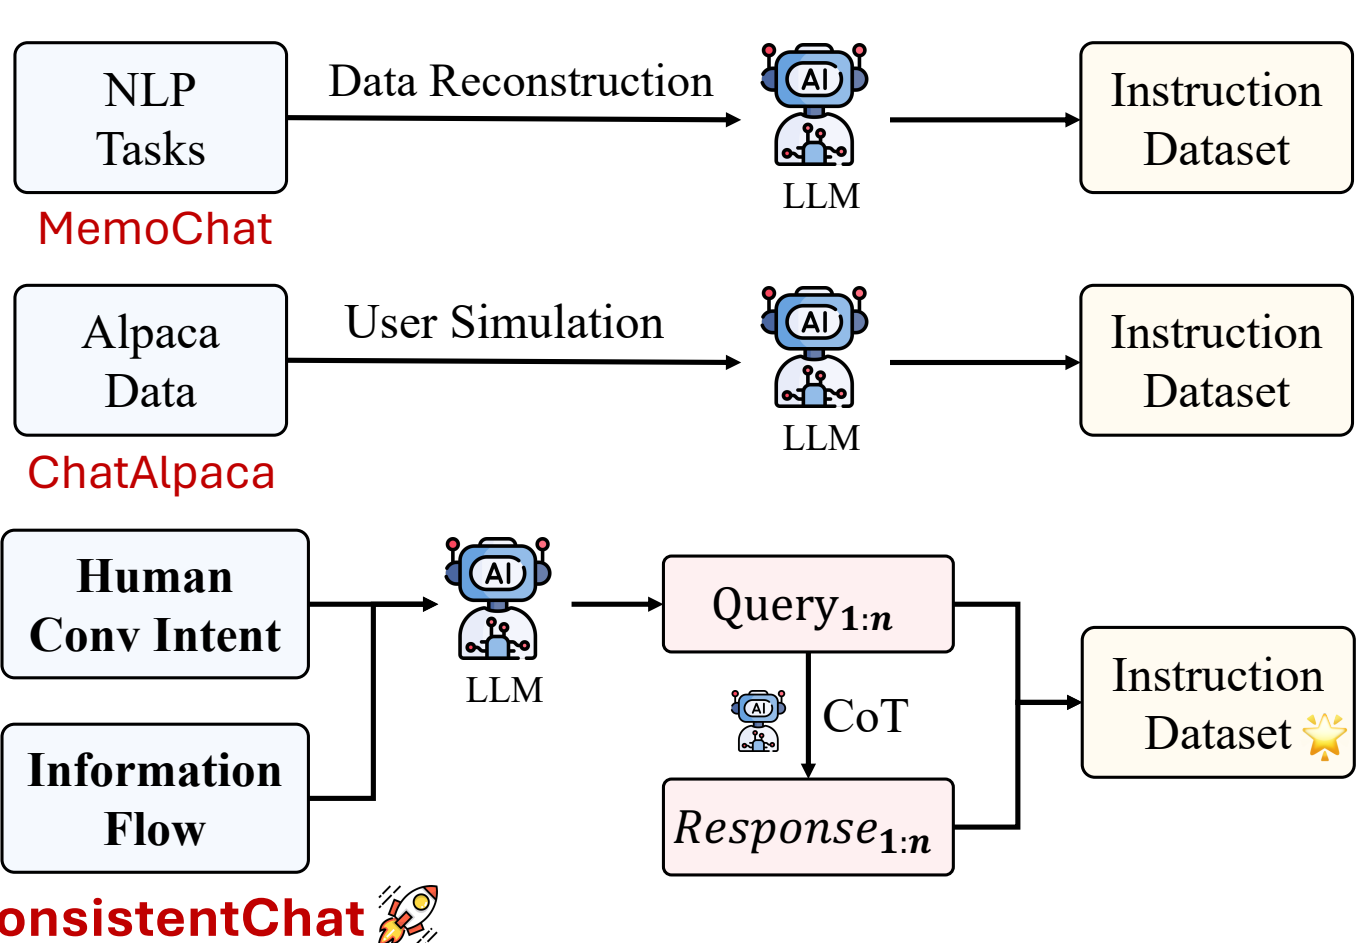 NLP
Tasks
Data Reconstruction
AI
LLM
Instruction
Dataset
MemoChat
Alpaca
Data
User Simulation
AI
LLM
Instruction
Dataset
ChatAlpaca
Human
Conv Intent
Information
Flow
AI
LLM
Query1:n
AI
CoT
Response1:n
Instruction
Dataset
onsistentChat